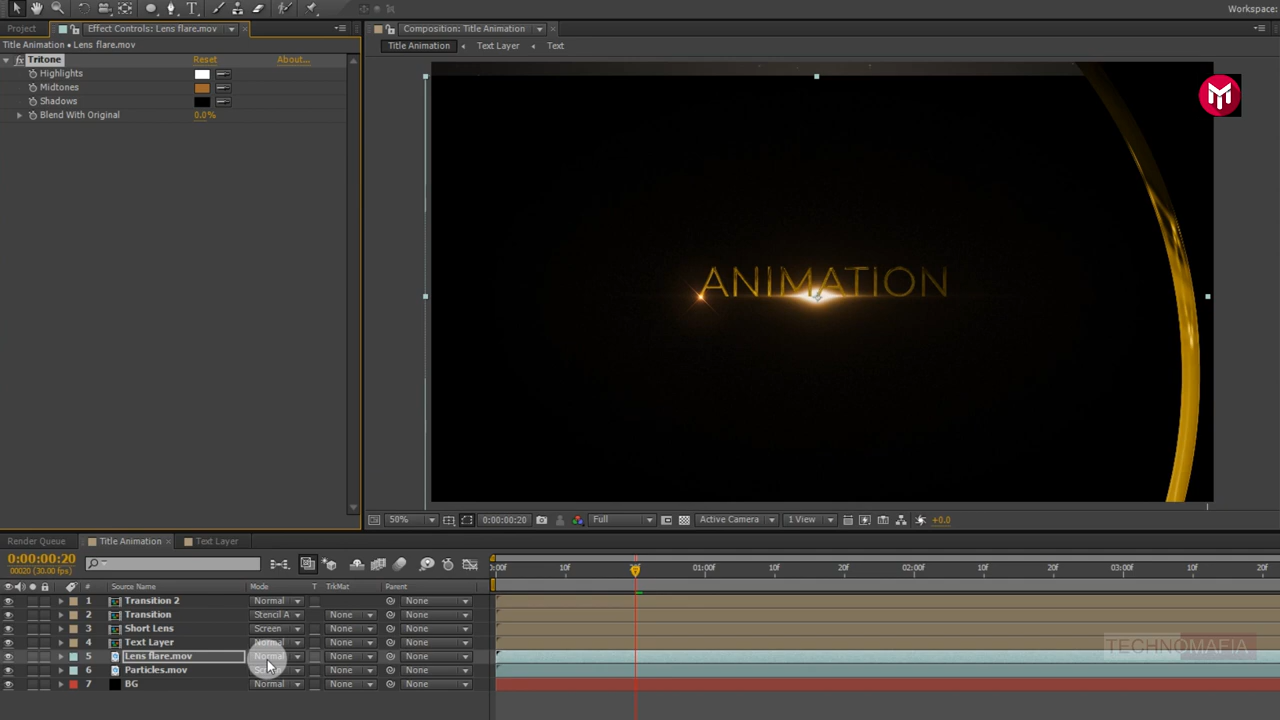 Workspace:
Project Effect Controls: Lens flare.mov Composition: Title Animation
Title Animation • Lens flare.mov Title Animation Text Layer Text
fx Tritone Reset About...
Highlights
Midtones
Shadows
Blend With Original 0.0%
ANIMATION
50% 0:00:00:20 Full Active Camera 1 View +0.0
Render Queue Title Animation Text Layer
0:00:00:20
00020 (30.00 fps)
:00f 10f 20f 01:00f 10f 20f 02:00f 10f 20f 03:00f 10f 20f
# Source Name Mode T TrkMat Parent
1 Transition 2 Normal None
2 Transition Stencil A None None
3 Short Lens Screen None None
4 Text Layer Normal None None
TECHNOMAFIA
5 Lens flare.mov Normal None None
6 Particles.mov None None
7 BG Normal None None